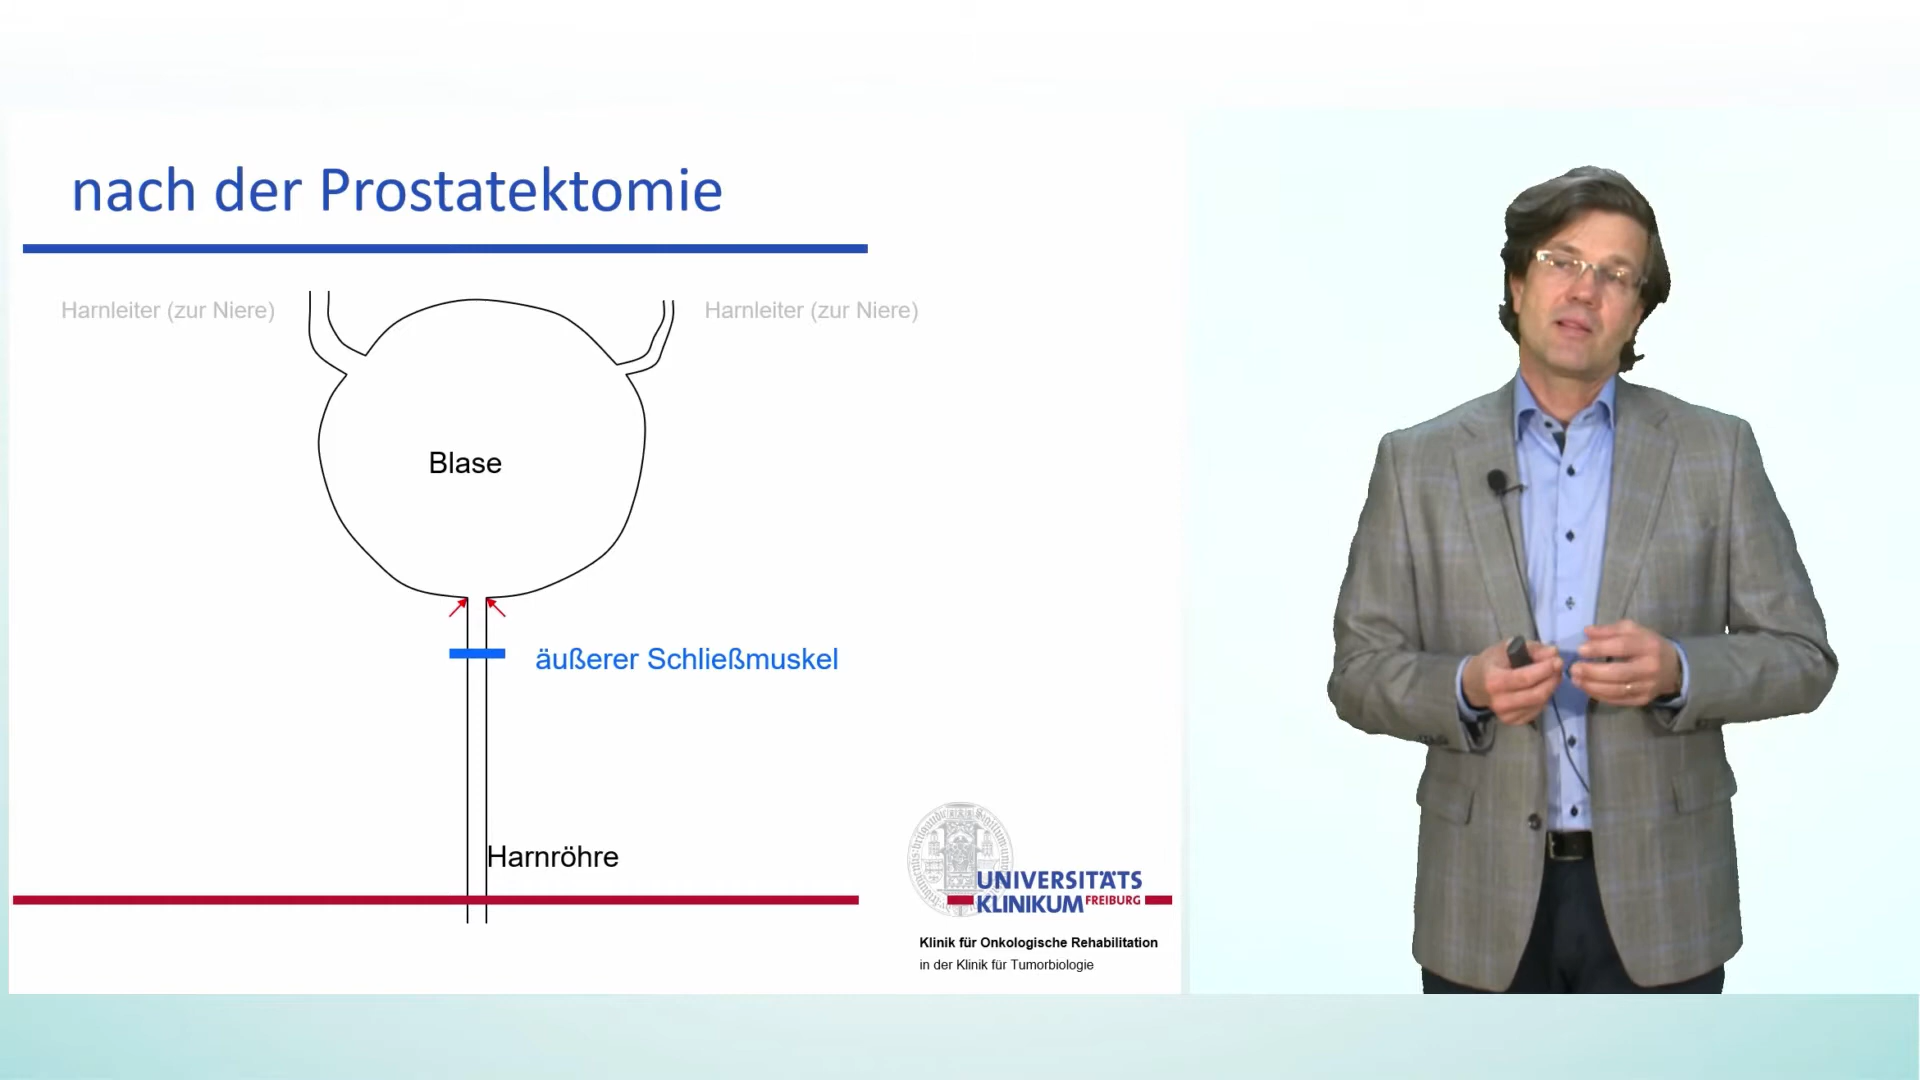 nach der Prostatektomie
Harnleiter (zur Niere)
Harnleiter (zur Niere)
Blase
äußerer Schließmuskel
Harnröhre
UNIVERSITÄTS
KLINIKUM FREIBURG
Klinik für Onkologische Rehabilitation
in der Klinik für Tumorbiologie